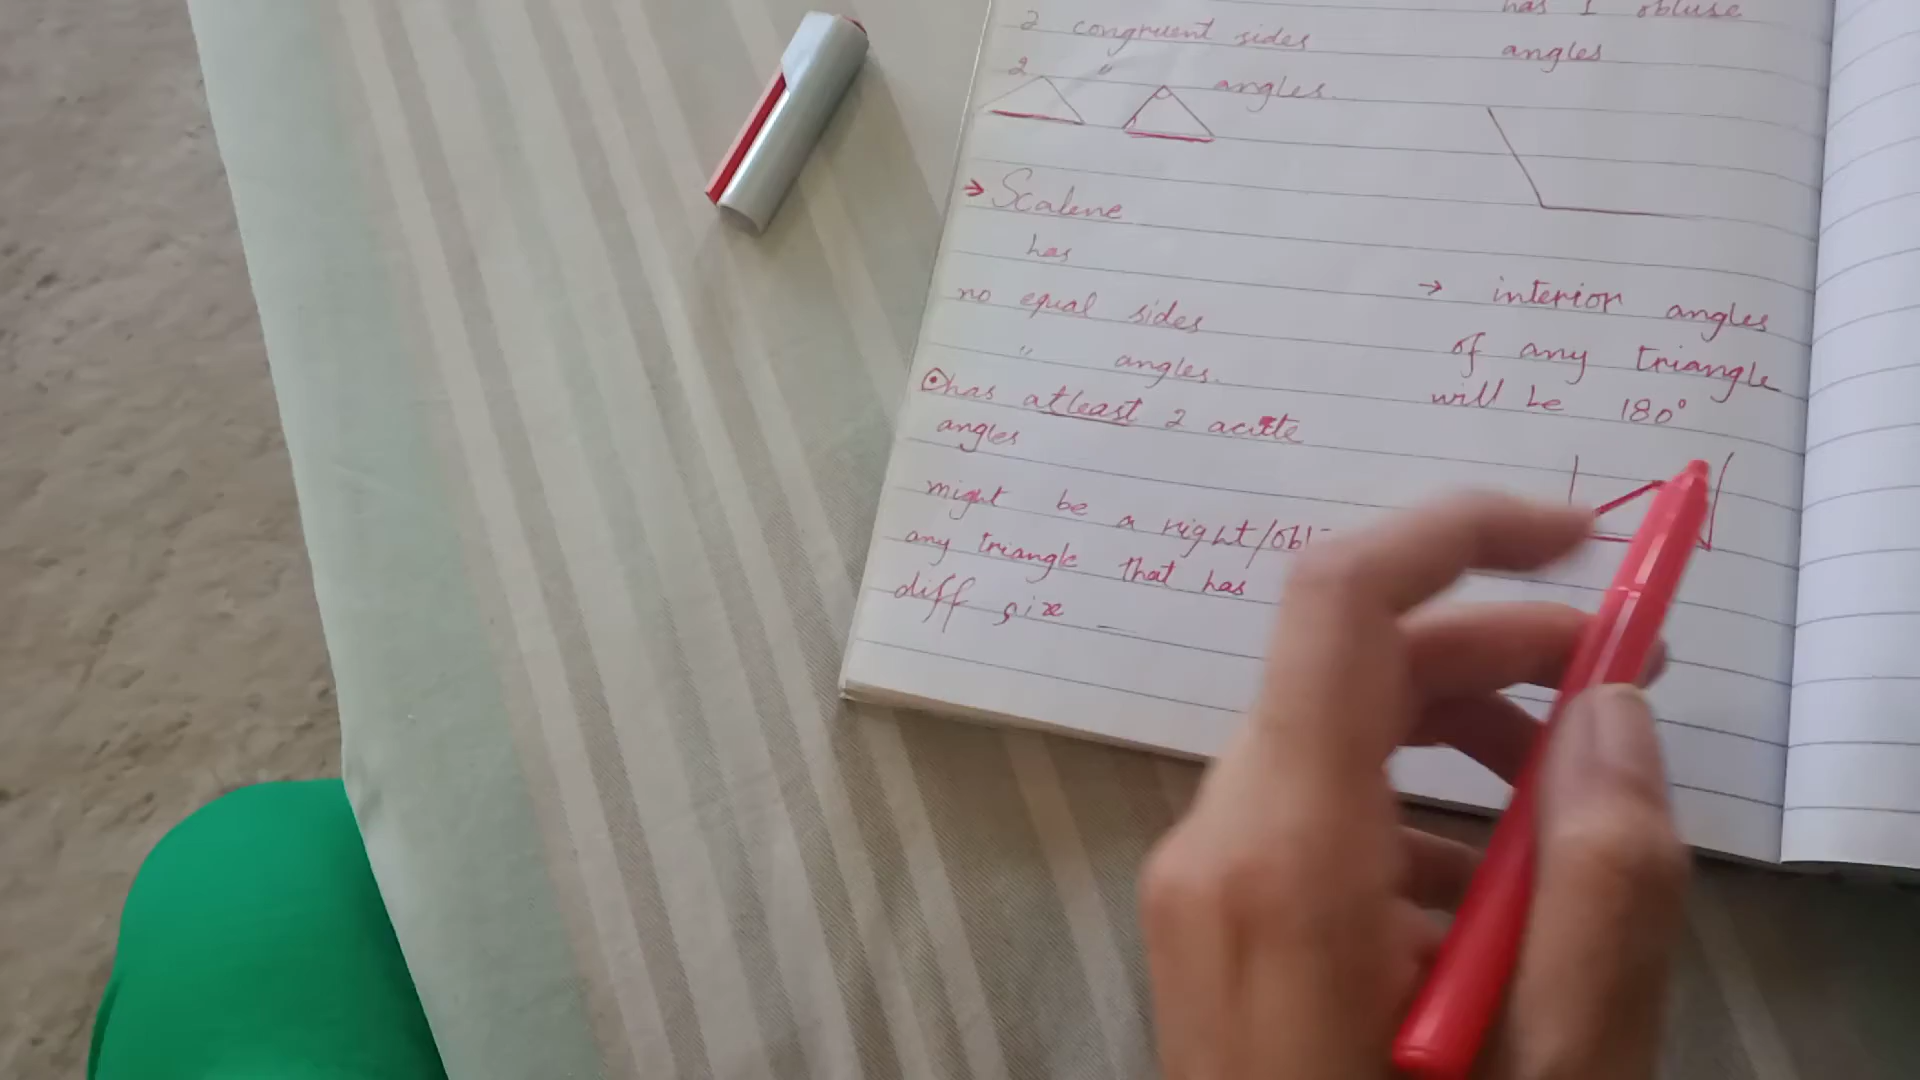 2 congruent sides
2 " angles.
→ Scalene
has
no equal sides
" angles.
has atleast 2 acute
angles
might be a right/
any triangle that has
diff size
has 1 obtuse
angles
→ interior angles
of any triangle
will be 180°